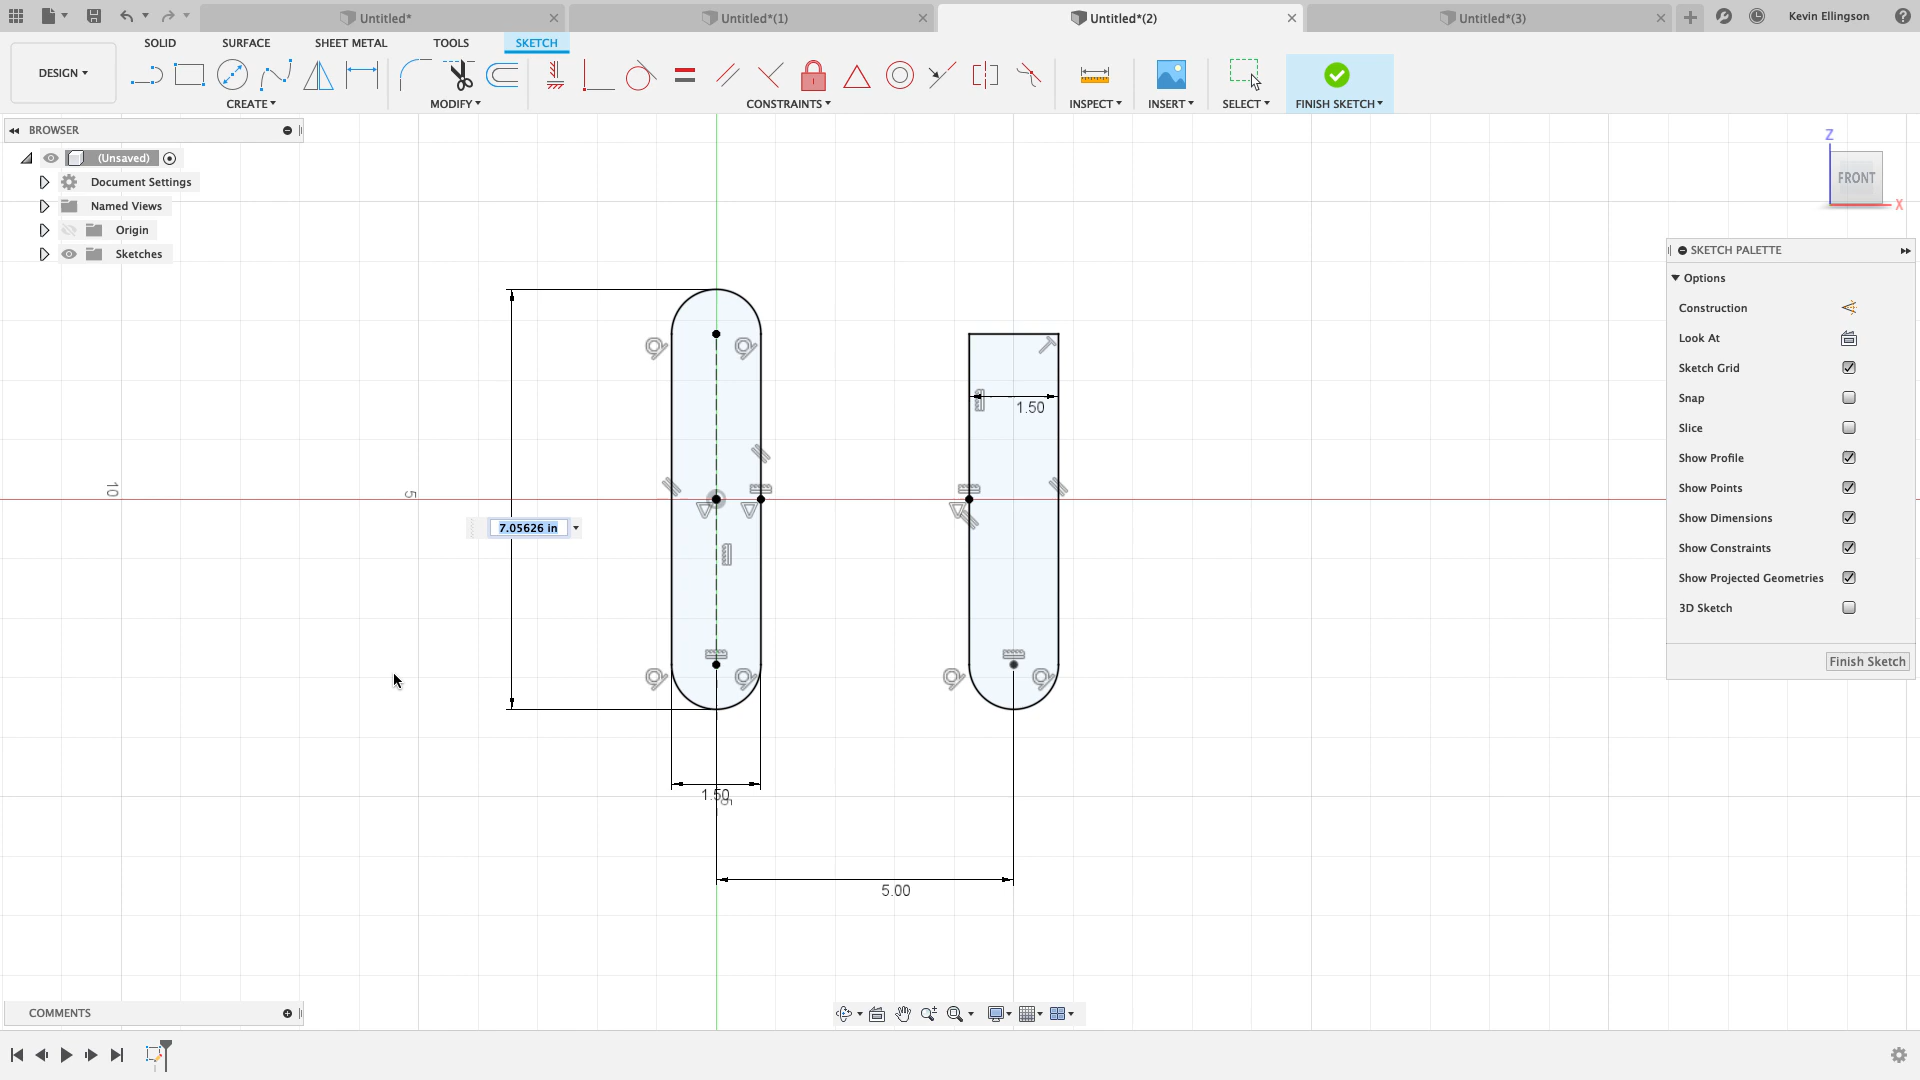 Untitled*
Untitled*(1)
Untitled*(2)
Untitled*(3)
Kevin Ellingson
DESIGN
SOLID
SURFACE
SHEET METAL
TOOLS
SKETCH
CREATE
MODIFY
CONSTRAINTS
INSPECT
INSERT
SELECT
FINISH SKETCH
BROWSER
(Unsaved)
Document Settings
Named Views
Origin
Sketches
Z
FRONT
X
SKETCH PALETTE
Options
Construction
Look At
Sketch Grid
Snap
Slice
Show Profile
Show Points
Show Dimensions
Show Constraints
Show Projected Geometries
3D Sketch
Finish Sketch
10
5
7.05626 in
1.50
1.50
5
5.00
COMMENTS